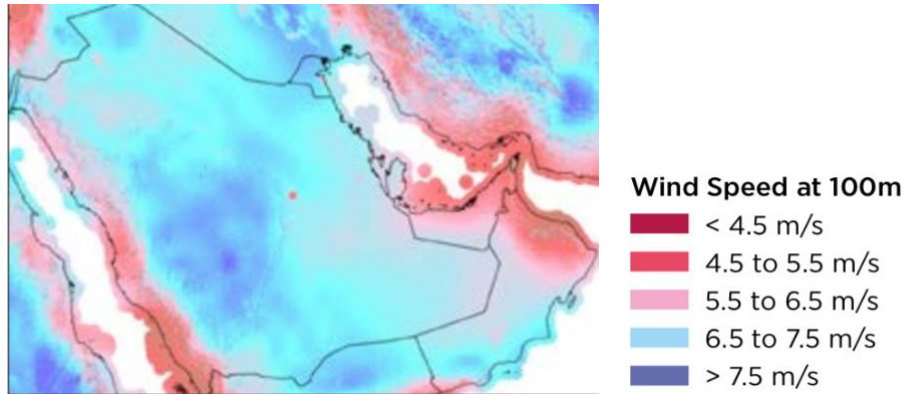 Wind Speed at 100m
< 4.5 m/s
4.5 to 5.5 m/s
5.5 to 6.5 m/s
6.5 to 7.5 m/s
> 7.5 m/s